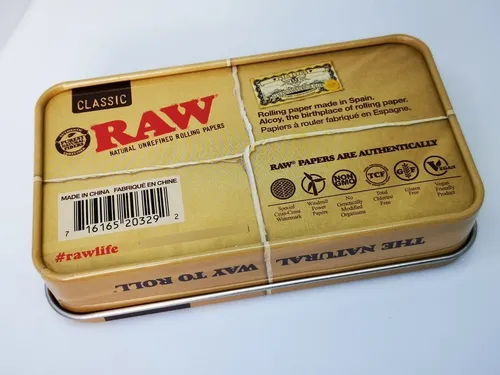 CLASSIC
RAW
NATURAL UNREFINED ROLLING PAPERS
Rolling paper made in Spain.
Alcoy, the birthplace of rolling paper.
Papiers à rouler fabriqué en Espagne.
MADE IN CHINA FABRIQUÉ EN CHINE
7 16165 20329 2
#rawlife
RAW® PAPERS ARE AUTHENTICALLY
NON
GMO
TCF
GF
VEGAN
Special
Criss-Cross
Watermark
Windmill
Power
Papers
No
Genetically
Modified
Organisms
Total
Chlorine
Free
Gluten
Free
Vegan
Friendly
Product
THE NATURAL
WAY TO ROLL